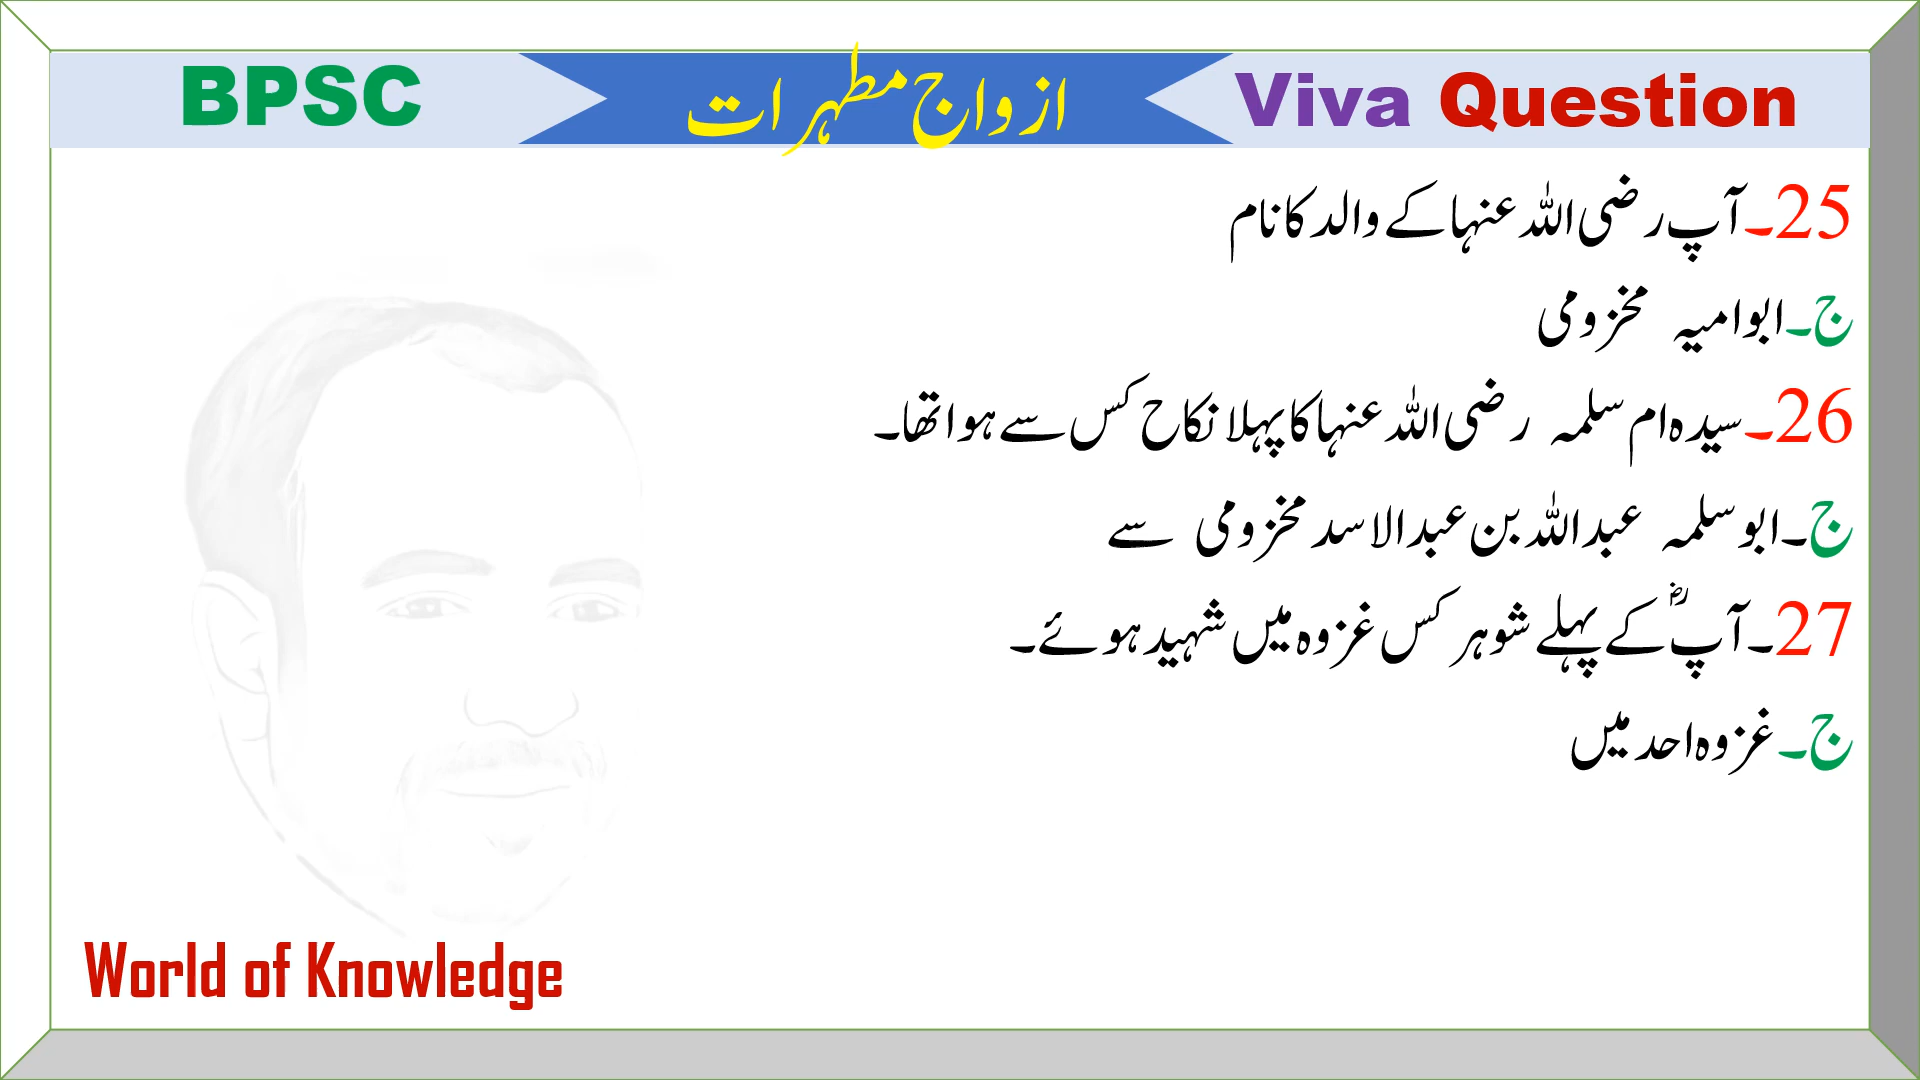 BPSC ازواج مطہرات Viva Question
25۔آپ رضی اللہ عنہا کے والد کا نام
ج۔ابوامیہ مخزومی
26۔سیدہ ام سلمہ رضی اللہ عنہا کا پہلا نکاح کس سے ہوا تھا۔
ج۔ابو سلمہ عبداللہ بن عبدالاسد مخزومی سے
27۔آپؓ کے پہلے شوہر کس غزوہ میں شہید ہوئے۔
ج۔غزوہ احد میں
World of Knowledge